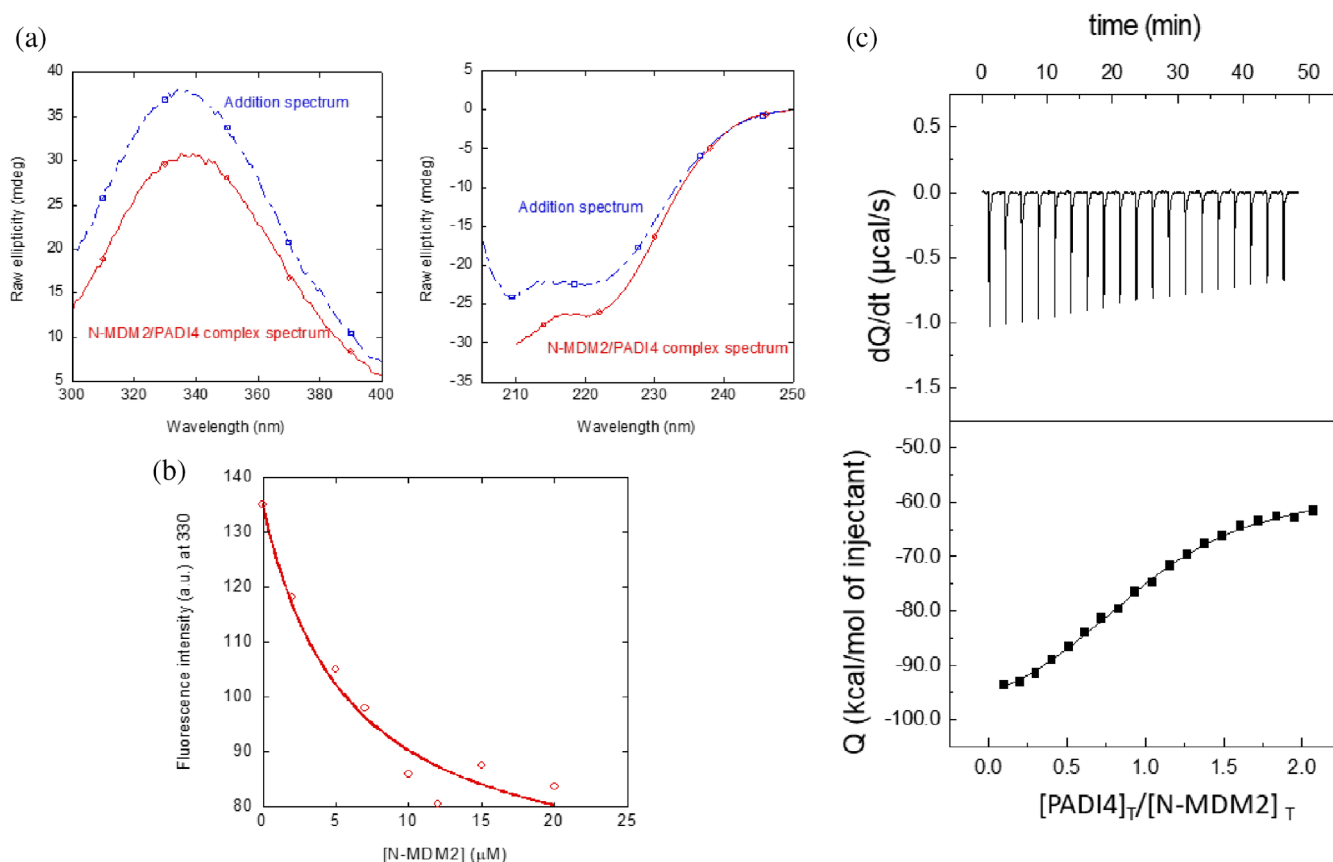 (a)
40
35
30
25
20
15
10
5
300 320 340 360 380 400
Raw ellipticity (mdeg)
Wavelength (nm)
Addition spectrum
N-MDM2/PADI4 complex spectrum
5
0
-5
-10
-15
-20
-25
-30
-35
210 220 230 240 250
Raw ellipticity (mdeg)
Wavelength (nm)
Addition spectrum
N-MDM2/PADI4 complex spectrum
(b)
140
130
120
110
100
90
80
0 5 10 15 20 25
Fluorescence intensity (a.u.) at 330
[N-MDM2] (μM)
(c)
time (min)
0 10 20 30 40 50
0.5
0.0
-0.5
-1.0
-1.5
dQ/dt (μcal/s)
-50.0
-60.0
-70.0
-80.0
-90.0
-100.0
Q (kcal/mol of injectant)
0.0 0.5 1.0 1.5 2.0
[PADI4]T/[N-MDM2] T